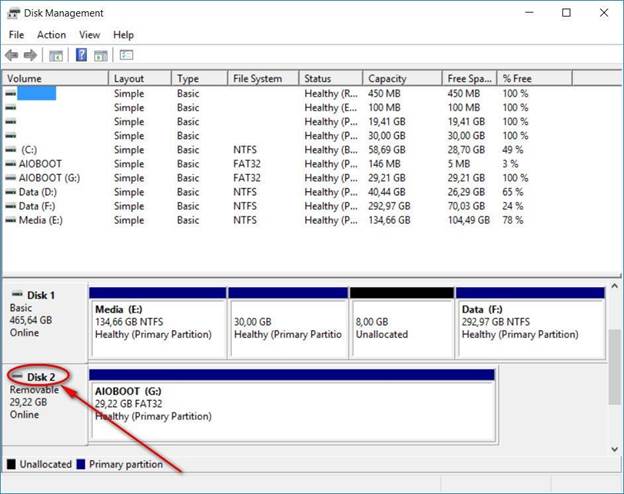 Disk Management
File Action View Help
Volume Layout Type File System Status Capacity Free Spa... % Free
Simple Basic Healthy (R... 450 MB 450 MB 100 %
Simple Basic Healthy (E... 100 MB 100 MB 100 %
Simple Basic Healthy (P... 19,41 GB 19,41 GB 100 %
Simple Basic Healthy (P... 30,00 GB 30,00 GB 100 %
(C:) Simple Basic NTFS Healthy (B... 58,69 GB 28,70 GB 49 %
AIOBOOT Simple Basic FAT32 Healthy (P... 146 MB 5 MB 3 %
AIOBOOT (G:) Simple Basic FAT32 Healthy (P... 29,21 GB 29,21 GB 100 %
Data (D:) Simple Basic NTFS Healthy (P... 40,44 GB 26,29 GB 65 %
Data (F:) Simple Basic NTFS Healthy (P... 292,97 GB 70,03 GB 24 %
Media (E:) Simple Basic NTFS Healthy (P... 134,66 GB 104,49 GB 78 %
Disk 1
Basic
465,64 GB
Online
Media (E:)
134,66 GB NTFS
Healthy (Primary Partition)
30,00 GB
Healthy (Primary Partitio
8,00 GB
Unallocated
Data (F:)
292,97 GB NTFS
Healthy (Primary Partition)
Disk 2
Removable
29,22 GB
Online
AIOBOOT (G:)
29,22 GB FAT32
Healthy (Primary Partition)
Unallocated Primary partition